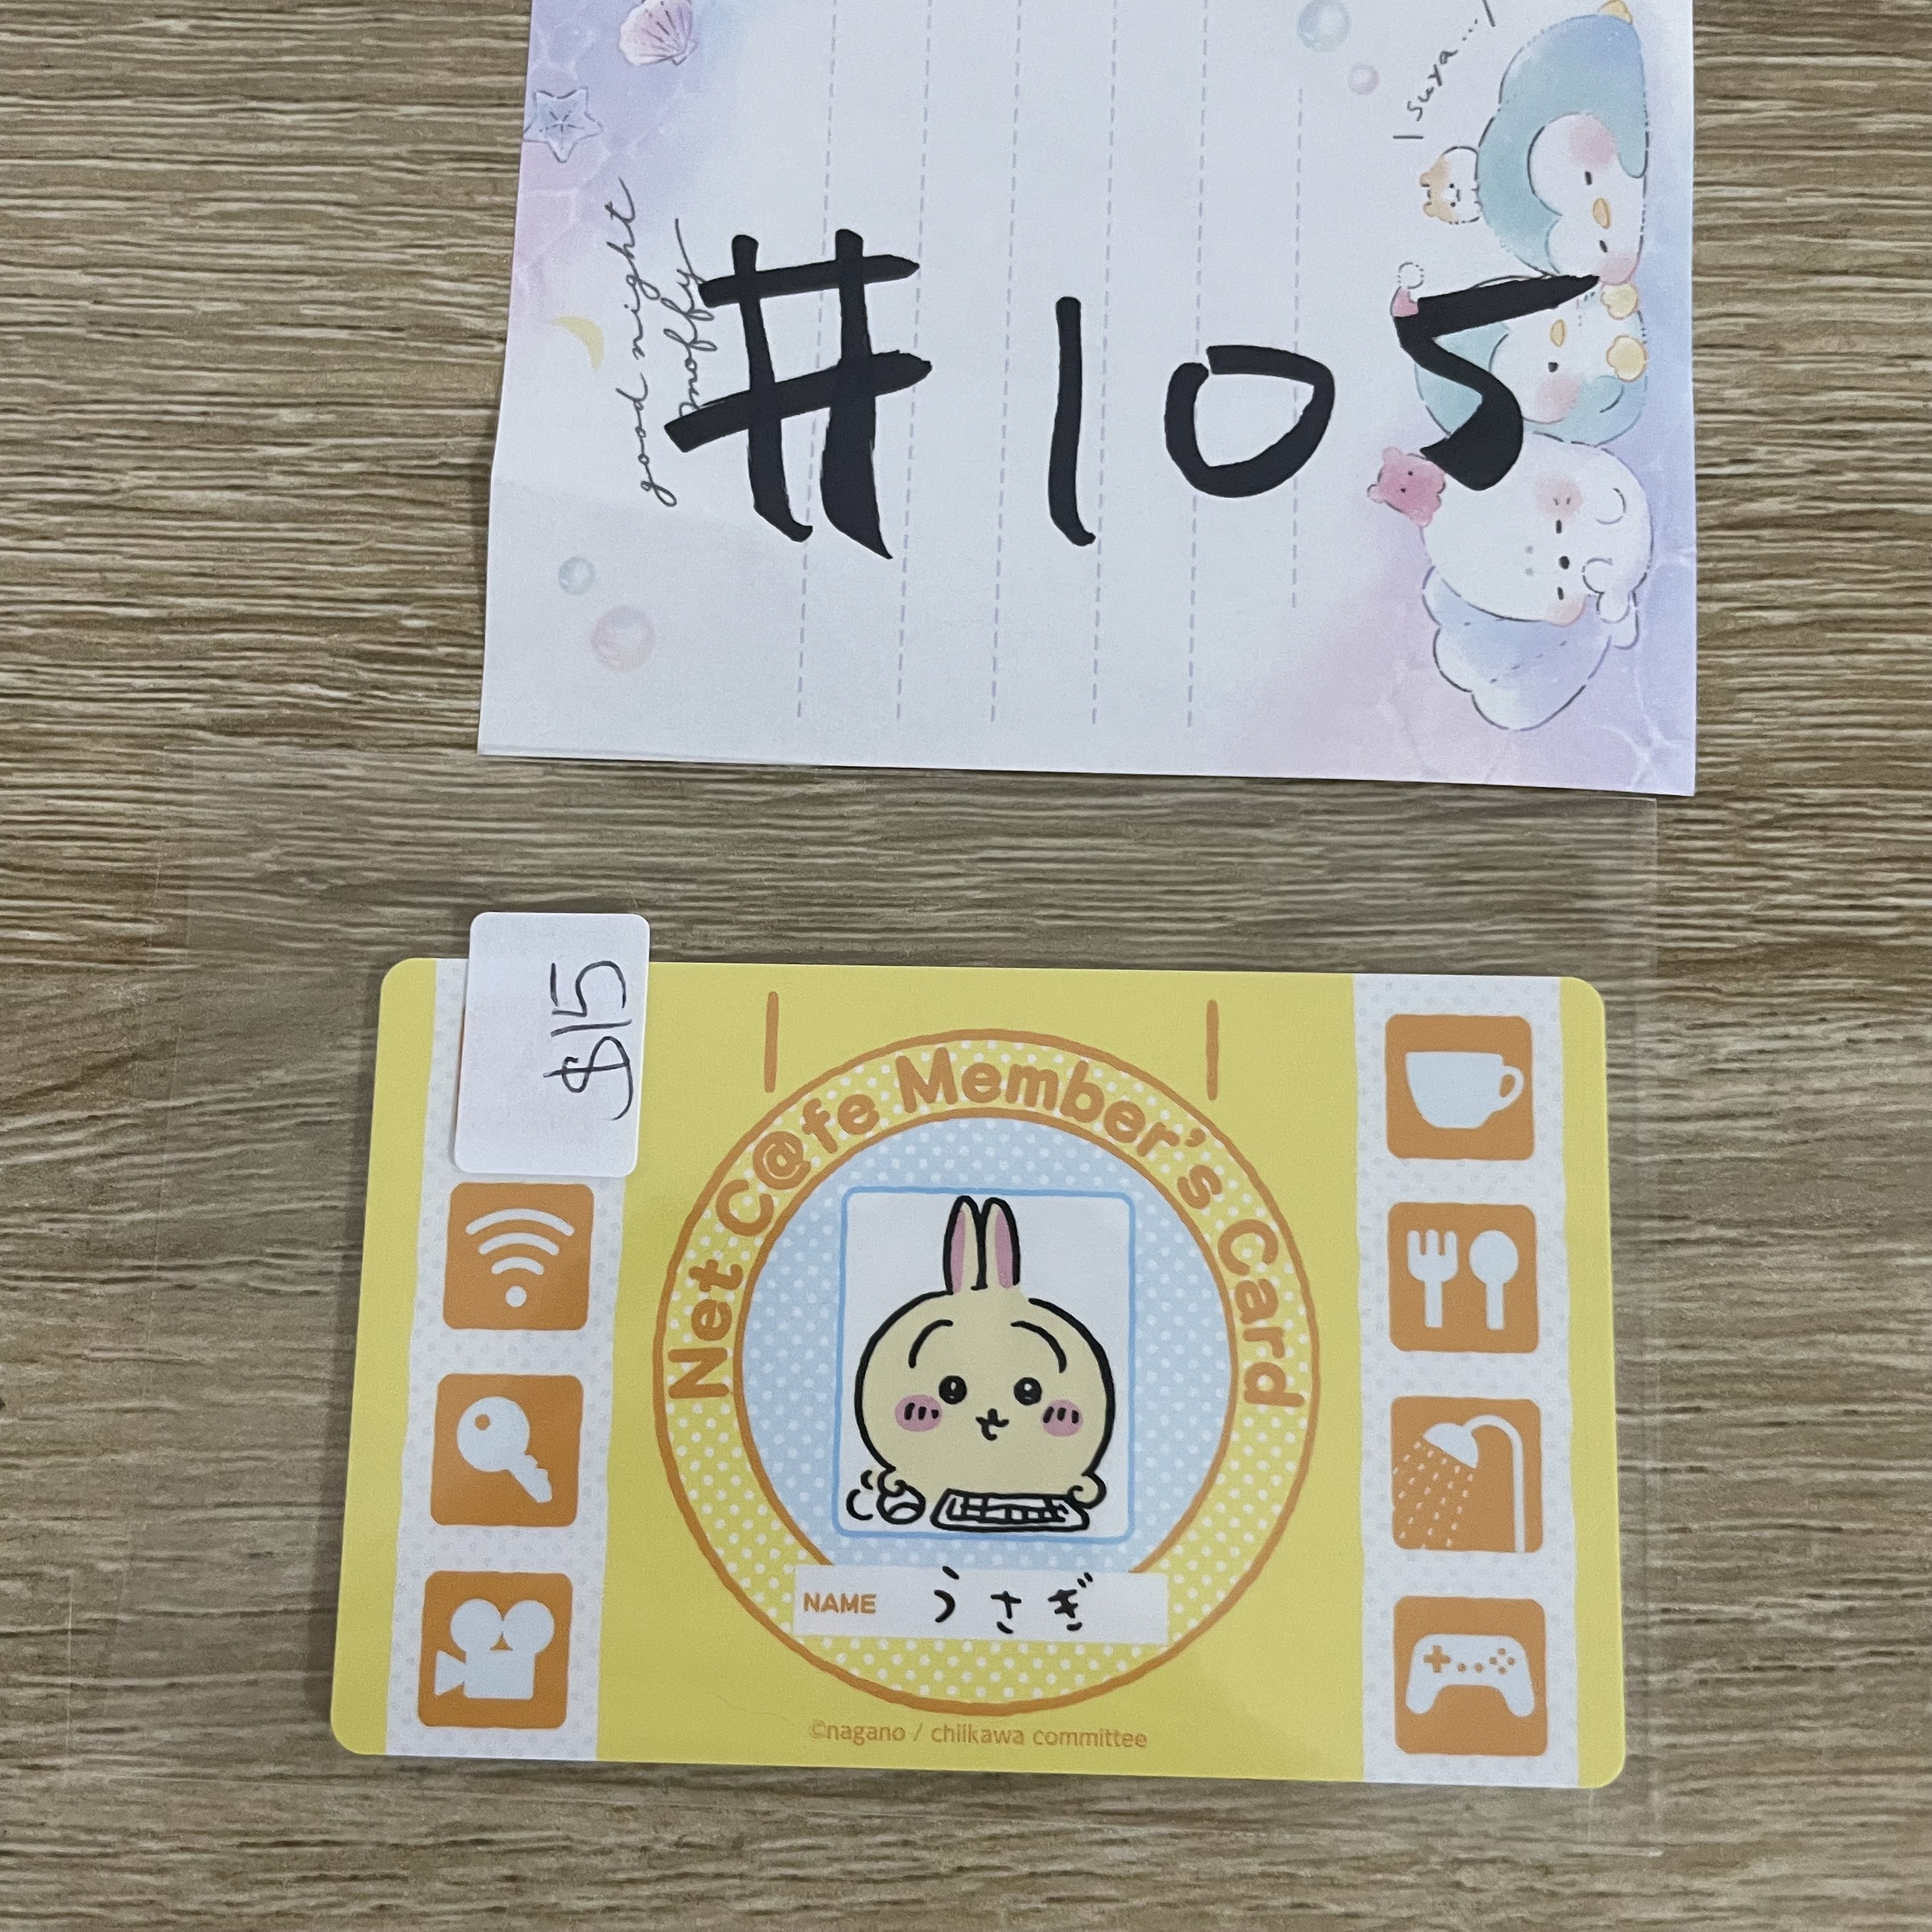 \ suya... /
good night
moffy
# 105
$15
Net C@fe Member's Card
NAME うさぎ
©nagano / chiikawa committee